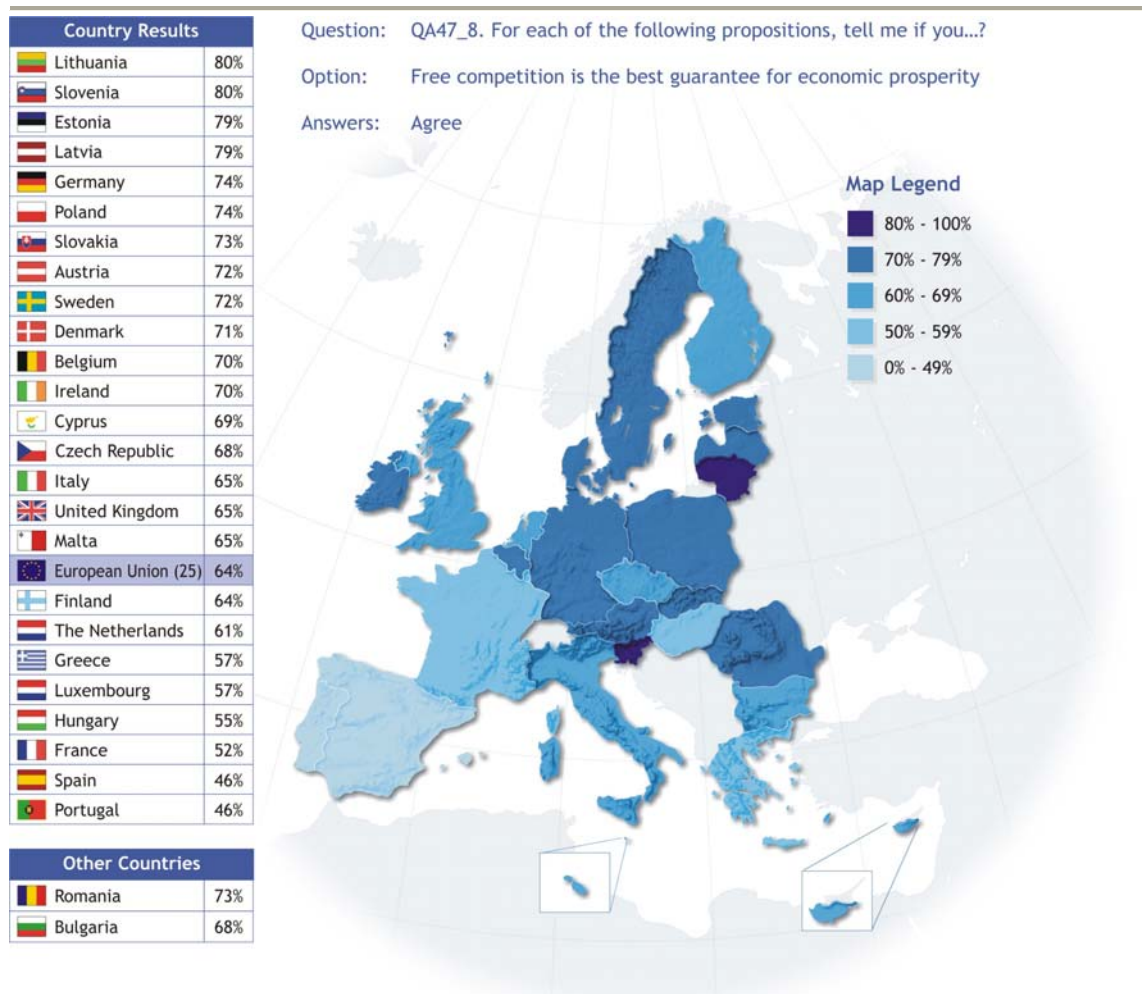 Country Results
Lithuania 80%
Slovenia 80%
Estonia 79%
Latvia 79%
Germany 74%
Poland 74%
Slovakia 73%
Austria 72%
Sweden 72%
Denmark 71%
Belgium 70%
Ireland 70%
Cyprus 69%
Czech Republic 68%
Italy 65%
United Kingdom 65%
Malta 65%
European Union (25) 64%
Finland 64%
The Netherlands 61%
Greece 57%
Luxembourg 57%
Hungary 55%
France 52%
Spain 46%
Portugal 46%
Other Countries
Romania 73%
Bulgaria 68%
Question: QA47_8. For each of the following propositions, tell me if you...?
Option: Free competition is the best guarantee for economic prosperity
Answers: Agree
Map Legend
80% - 100%
70% - 79%
60% - 69%
50% - 59%
0% - 49%